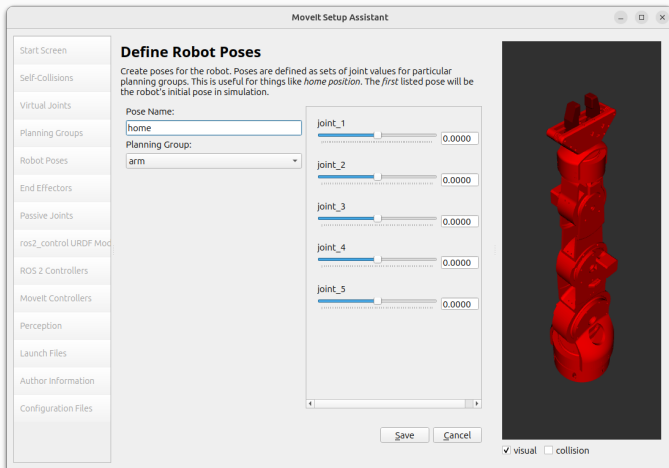 MoveIt Setup Assistant
Start Screen
Self-Collisions
Virtual Joints
Planning Groups
Robot Poses
End Effectors
Passive Joints
ros2_control URDF Mod
ROS 2 Controllers
MoveIt Controllers
Perception
Launch Files
Author Information
Configuration Files
Define Robot Poses
Create poses for the robot. Poses are defined as sets of joint values for particular
planning groups. This is useful for things like home position. The first listed pose will be
the robot's initial pose in simulation.
Pose Name:
home
Planning Group:
arm
joint_1
0.0000
joint_2
0.0000
joint_3
0.0000
joint_4
0.0000
joint_5
0.0000
Save
Cancel
visual
collision